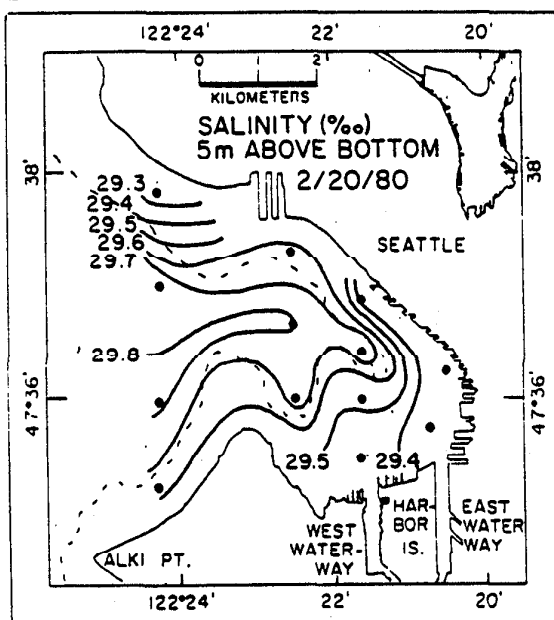 122°24'
22'
20'
0 2
KILOMETERS
SALINITY (‰)
5m ABOVE BOTTOM
2/20/80
38'
38'
29.3
29.4
29.5
29.6
29.7
SEATTLE
29.8
47°36'
47°36'
29.5
29.4
WEST
WATER-
WAY
HAR-
BOR
IS.
EAST
WATER
WAY
ALKI PT.
122°24'
22'
20'